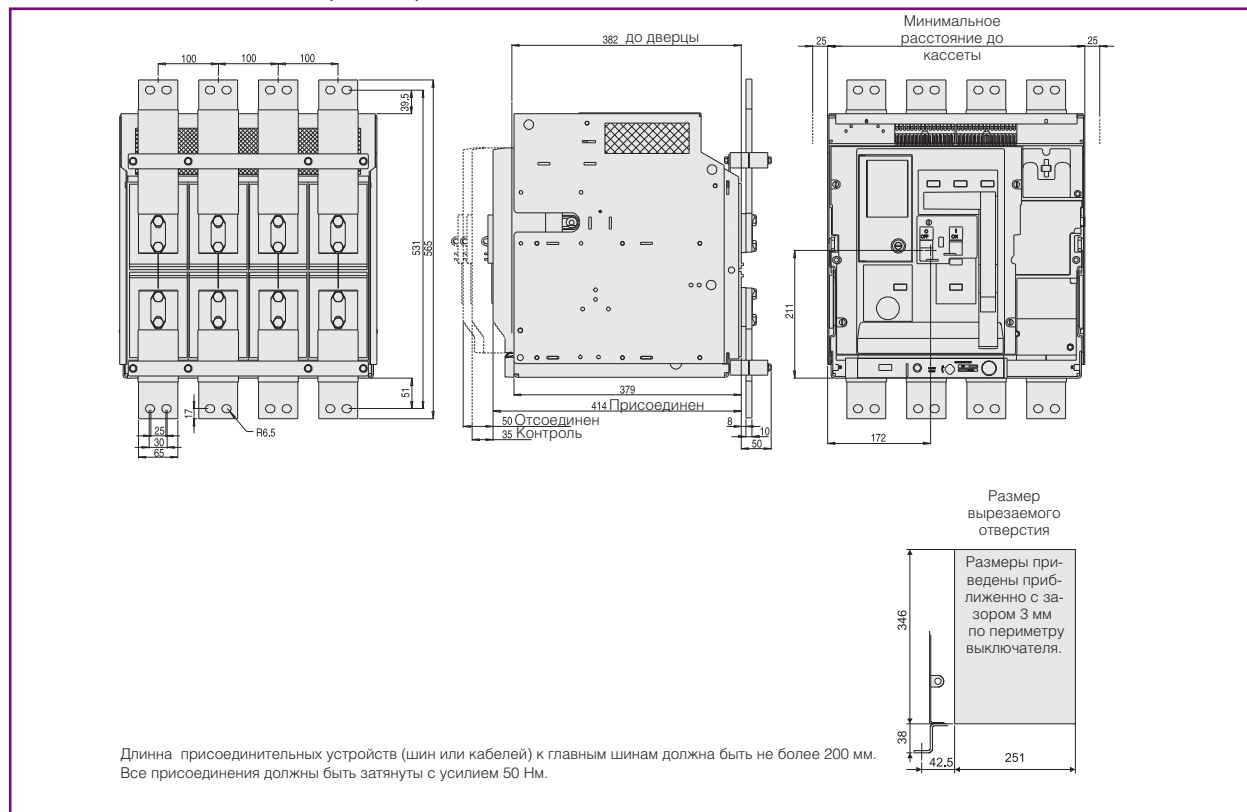 382 до дверцы
Минимальное
расстояние до
кассеты
25
25
100
100
100
39,5
531
565
211
OFF
ON
51
17
R6,5
25
30
65
379
414 Присоединен
50 Отсоединен
35 Контроль
8
10
50
172
Размер
вырезаемого
отверстия
Размеры при-
ведены приб-
лиженно с за-
зором 3 мм
по периметру
выключателя.
346
38
42.5
251
Длинна присоединительных устройств (шин или кабелей) к главным шинам должна быть не более 200 мм.
Все присоединения должны быть затянуты с усилием 50 Нм.